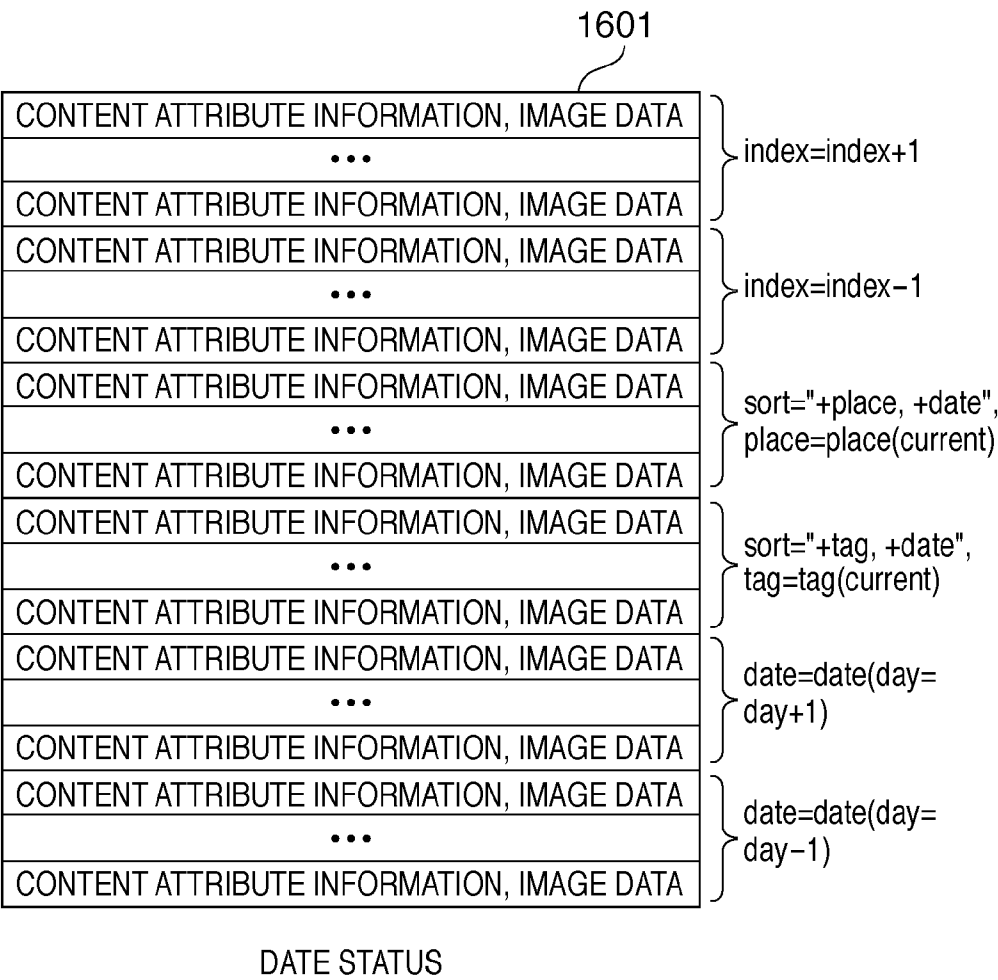 1601
CONTENT ATTRIBUTE INFORMATION, IMAGE DATA
•••
CONTENT ATTRIBUTE INFORMATION, IMAGE DATA
index=index+1
CONTENT ATTRIBUTE INFORMATION, IMAGE DATA
•••
CONTENT ATTRIBUTE INFORMATION, IMAGE DATA
index=index−1
CONTENT ATTRIBUTE INFORMATION, IMAGE DATA
•••
CONTENT ATTRIBUTE INFORMATION, IMAGE DATA
sort="+place, +date",
place=place(current)
CONTENT ATTRIBUTE INFORMATION, IMAGE DATA
•••
CONTENT ATTRIBUTE INFORMATION, IMAGE DATA
sort="+tag, +date",
tag=tag(current)
CONTENT ATTRIBUTE INFORMATION, IMAGE DATA
•••
CONTENT ATTRIBUTE INFORMATION, IMAGE DATA
date=date(day=
day+1)
CONTENT ATTRIBUTE INFORMATION, IMAGE DATA
•••
CONTENT ATTRIBUTE INFORMATION, IMAGE DATA
date=date(day=
day−1)
DATE STATUS